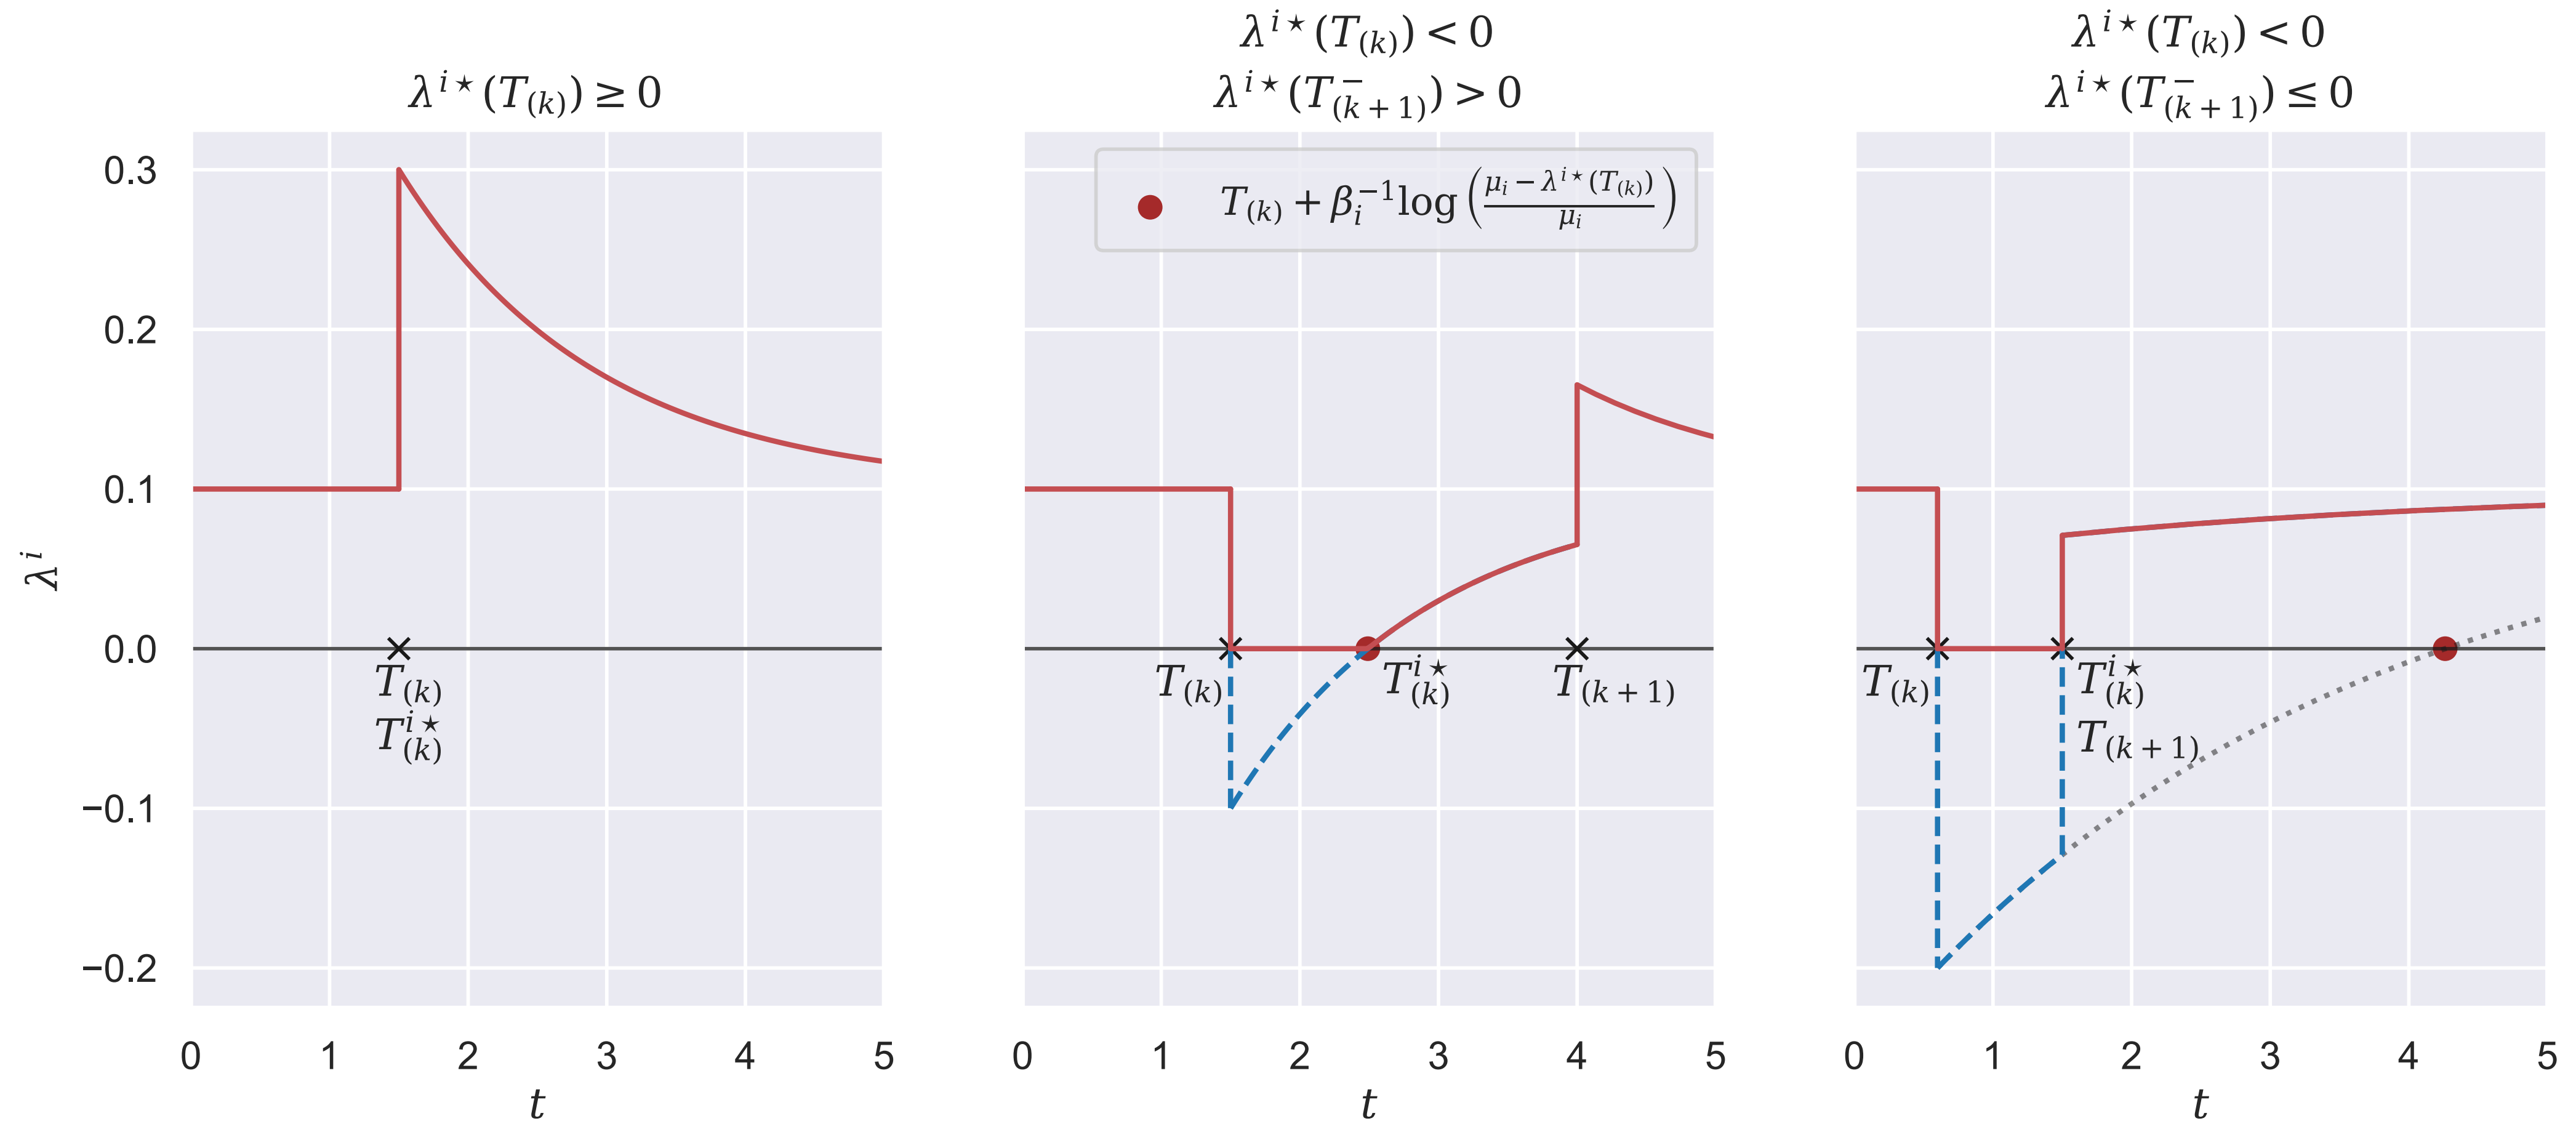 λ^{i⋆}(T_{(k)}) ≥ 0
λ^{i⋆}(T_{(k)}) < 0
λ^{i⋆}(T^−_{(k+1)}) > 0
λ^{i⋆}(T_{(k)}) < 0
λ^{i⋆}(T^−_{(k+1)}) ≤ 0
λ^i
0.3
0.2
0.1
0.0
−0.1
−0.2
T_{(k)}
T^{i⋆}_{(k)}
0 1 2 3 4 5
t
T_{(k)} + β_i^{−1} log((μ_i − λ^{i⋆}(T_{(k)}))/μ_i)
T_{(k)}
T^{i⋆}_{(k)}
T_{(k+1)}
0 1 2 3 4 5
t
T_{(k)}
T^{i⋆}_{(k)}
T_{(k+1)}
0 1 2 3 4 5
t